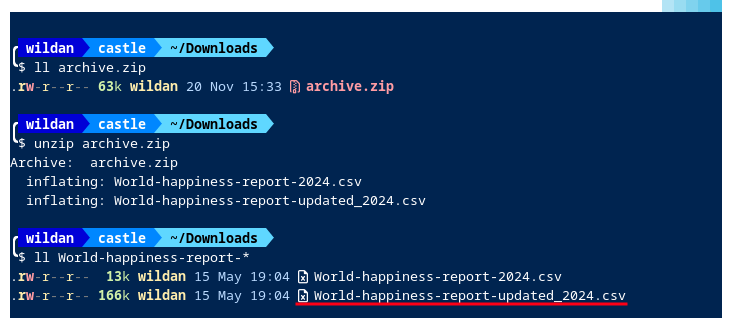 wildan castle ~/Downloads
$ ll archive.zip
.rw-r--r-- 63k wildan 20 Nov 15:33 archive.zip
wildan castle ~/Downloads
$ unzip archive.zip
Archive:  archive.zip
  inflating: World-happiness-report-2024.csv
  inflating: World-happiness-report-updated_2024.csv
wildan castle ~/Downloads
$ ll World-happiness-report-*
.rw-r--r--  13k wildan 15 May 19:04 World-happiness-report-2024.csv
.rw-r--r-- 166k wildan 15 May 19:04 World-happiness-report-updated_2024.csv